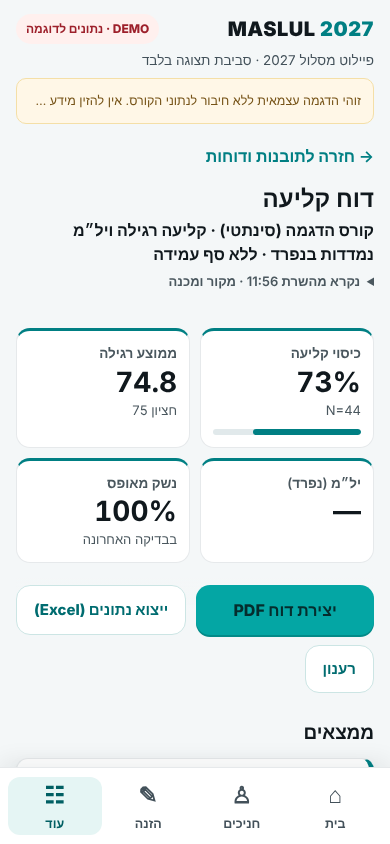 MASLUL 2027
DEMO · נתונים לדוגמה
פיילוט מסלול 2027 · סביבת תצוגה בלבד
זוהי הדגמה עצמאית ללא חיבור לנתוני הקורס. אין להזין מידע ...
→ חזרה לתובנות ודוחות
דוח קליעה
קורס הדגמה (סינתטי) · קליעה רגילה ויל״מ
נמדדות בנפרד · ללא סף עמידה
◀ נקרא מהשרת 11:56 · מקור ומכנה
כיסוי קליעה
73%
N=44
ממוצע רגילה
74.8
חציון 75
יל״מ (נפרד)
—
נשק מאופס
100%
בבדיקה האחרונה
יצירת דוח PDF
ייצוא נתונים (Excel)
רענון
ממצאים
בית
חניכים
הזנה
עוד